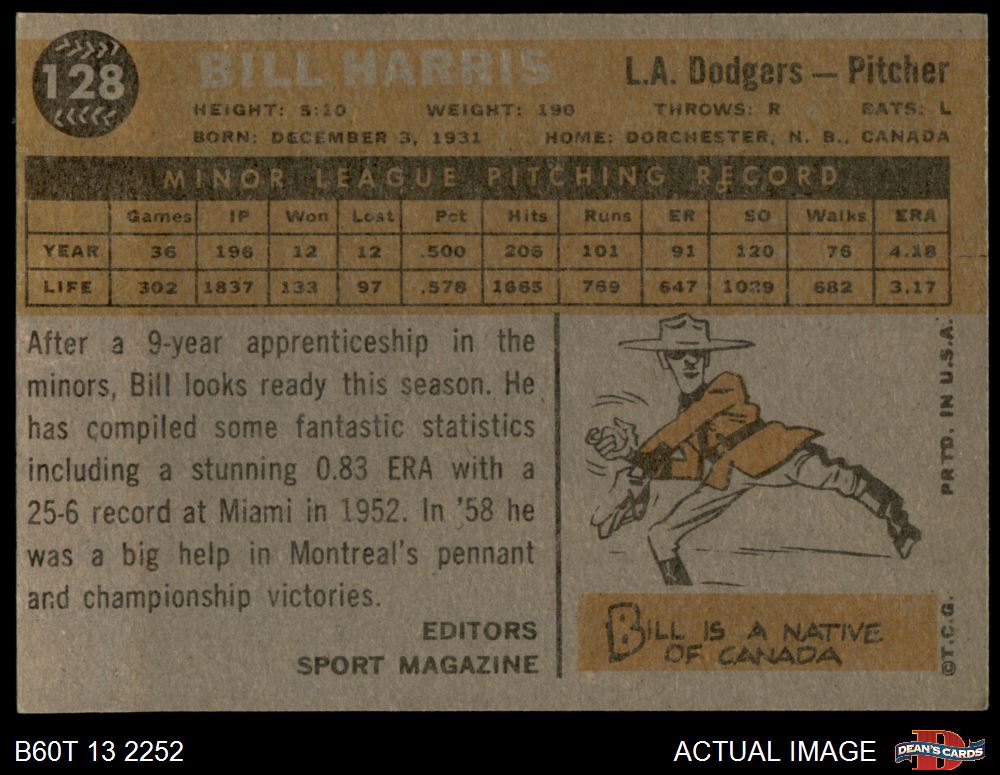 128
BILL HARRIS
L.A. Dodgers — Pitcher
HEIGHT: 5:10 WEIGHT: 190 THROWS: R BATS: L
BORN: DECEMBER 3, 1931 HOME: DORCHESTER, N. B., CANADA
MINOR LEAGUE PITCHING RECORD
Games IP Won Lost Pct Hits Runs ER SO Walks ERA
YEAR 36 196 12 12 .500 206 101 91 120 76 4.18
LIFE 302 1837 133 97 .578 1665 769 647 1029 682 3.17
After a 9-year apprenticeship in the
minors, Bill looks ready this season. He
has compiled some fantastic statistics
including a stunning 0.83 ERA with a
25-6 record at Miami in 1952. In '58 he
was a big help in Montreal's pennant
and championship victories.
EDITORS
SPORT MAGAZINE
BILL IS A NATIVE
OF CANADA
©T.C.G. PRTD. IN U.S.A.
B60T 13 2252
ACTUAL IMAGE
DEAN'S CARDS